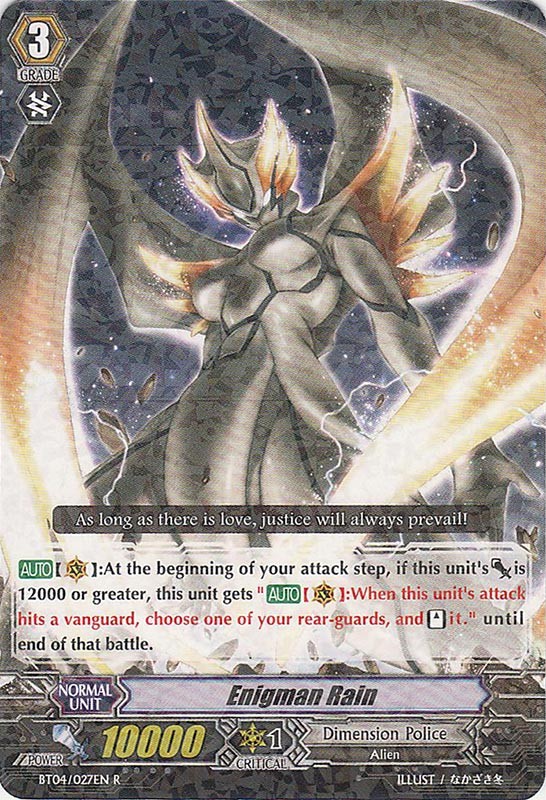 3
GRADE
As long as there is love, justice will always prevail!
AUTO【 】:At the beginning of your attack step, if this unit's is
12000 or greater, this unit gets "AUTO【 】:When this unit's attack
hits a vanguard, choose one of your rear-guards, and it." until
end of that battle.
NORMAL
UNIT
Enigman Rain
POWER
10000
1
CRITICAL
Dimension Police
Alien
BT04/027EN R
ILLUST / なかざき冬